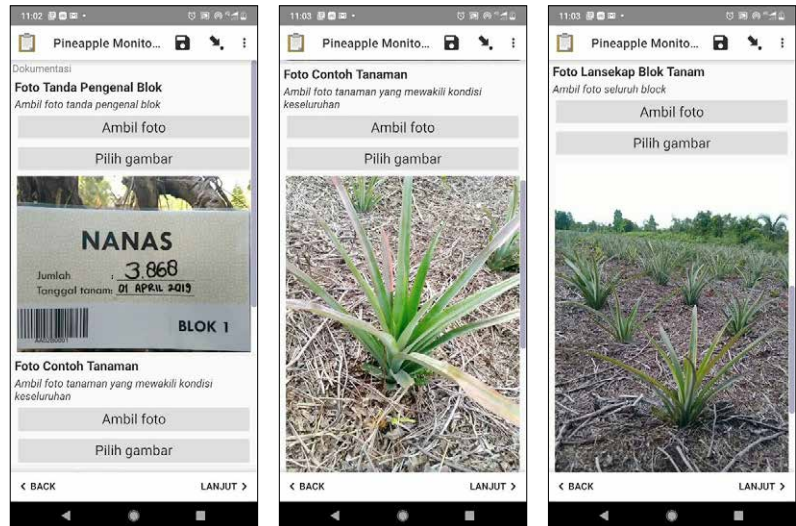 11:02
Pineapple Monito...
Dokumentasi
Foto Tanda Pengenal Blok
Ambil foto tanda pengenal blok
Ambil foto
Pilih gambar
NANAS
Jumlah : 3.868
Tanggal tanam: 01 APRIL 2019
BLOK 1
Foto Contoh Tanaman
Ambil foto tanaman yang mewakili kondisi
keseluruhan
Ambil foto
Pilih gambar
< BACK
LANJUT >
11:03
Pineapple Monito...
Foto Contoh Tanaman
Ambil foto tanaman yang mewakili kondisi
keseluruhan
Ambil foto
Pilih gambar
< BACK
LANJUT >
11:03
Pineapple Monito...
Foto Lansekap Blok Tanam
Ambil foto seluruh block
Ambil foto
Pilih gambar
< BACK
LANJUT >